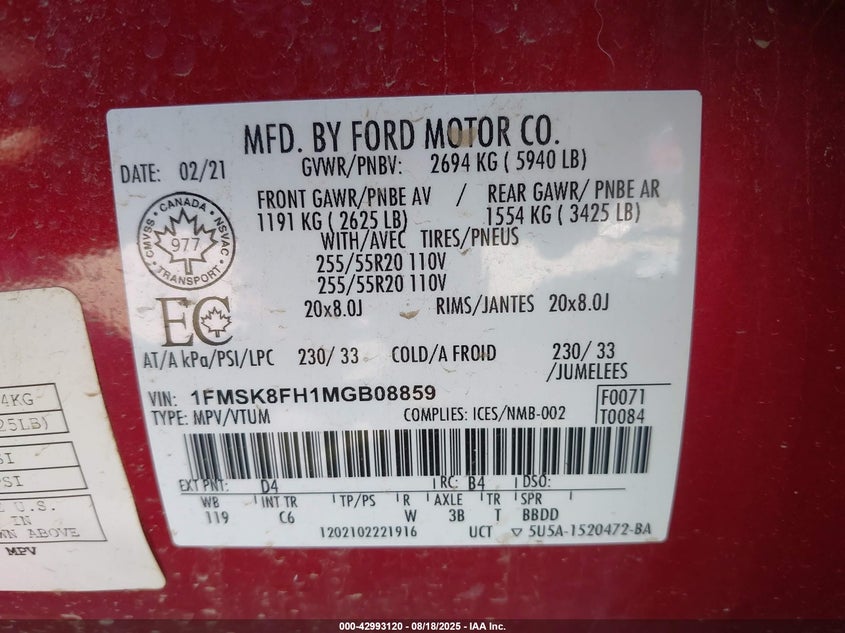 MFD. BY FORD MOTOR CO.
DATE: 02/21
GVWR/PNBV: 2694 KG ( 5940 LB)
FRONT GAWR/PNBE AV / REAR GAWR/ PNBE AR
1191 KG ( 2625 LB) 1554 KG ( 3425 LB)
WITH/AVEC TIRES/PNEUS
255/55R20 110V
255/55R20 110V
20x8.0J RIMS/JANTES 20x8.0J
CMVSS · CANADA · NSVAC
977
TRANSPORT
EC
AT/A kPa/PSI/LPC 230/ 33 COLD/A FROID 230/ 33
/JUMELEES
VIN: 1FMSK8FH1MGB08859
F0071
TYPE: MPV/VTUM COMPLIES: ICES/NMB-002 T0084
EXT PNT: D4 RC: B4 DSO:
WB INT TR TP/PS R AXLE TR SPR
119 C6 W 3B T BBDD
1202102221916 UCT ▽ 5U5A-1520472-BA
4KG
25LB)
SI
PSI
E U.S.
IN
WN ABOVE
MPV
000-42993120 - 08/18/2025 - IAA Inc.